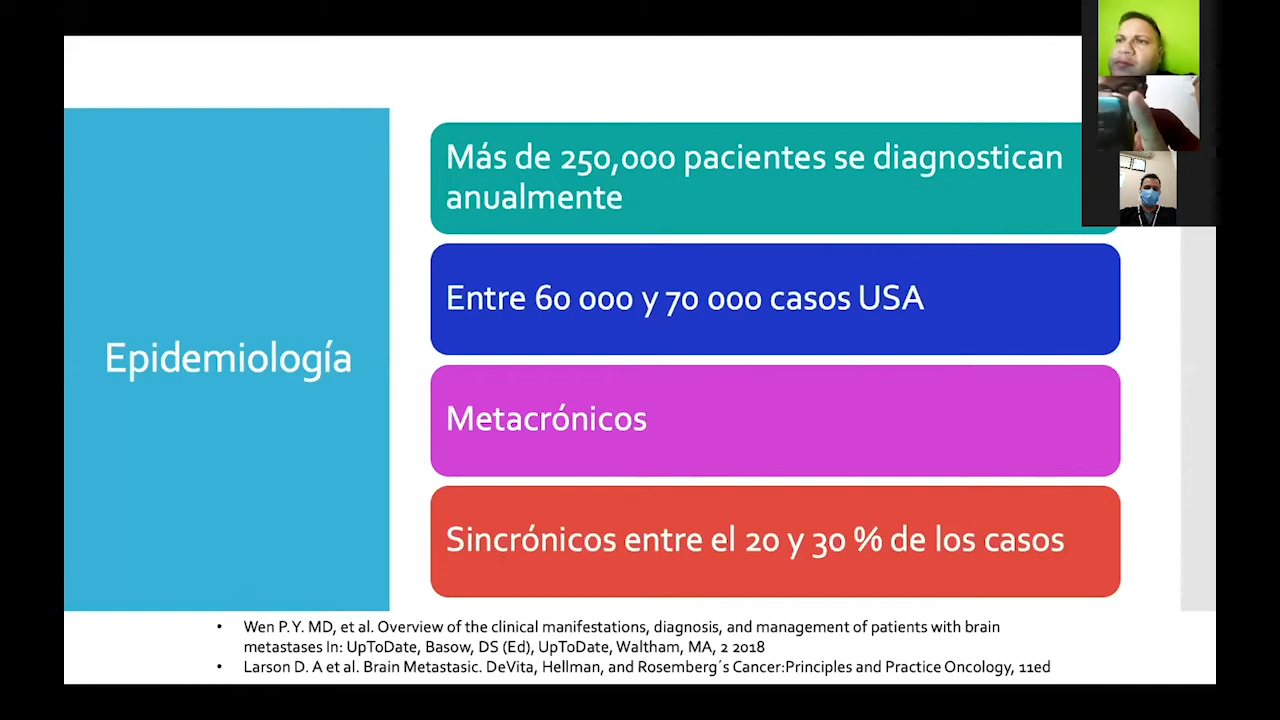 Epidemiología
Más de 250,000 pacientes se diagnostican
anualmente
Entre 60 000 y 70 000 casos USA
Metacrónicos
Sincrónicos entre el 20 y 30 % de los casos
• Wen P.Y. MD, et al. Overview of the clinical manifestations, diagnosis, and management of patients with brain
metastases In: UpToDate, Basow, DS (Ed), UpToDate, Waltham, MA, 2 2018
• Larson D. A et al. Brain Metastasic. DeVita, Hellman, and Rosemberg´s Cancer:Principles and Practice Oncology, 11ed